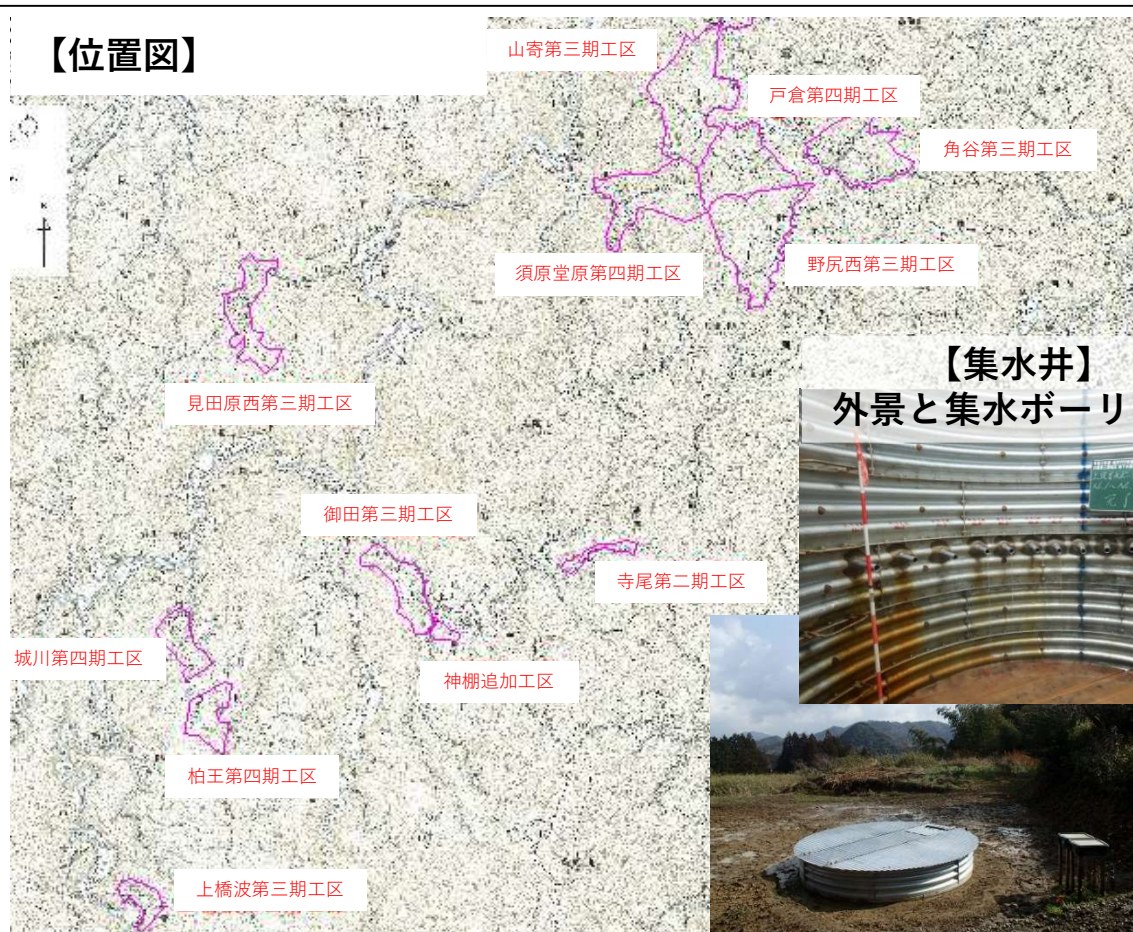 【位置図】
山寄第三期工区
戸倉第四期工区
角谷第三期工区
須原堂原第四期工区
野尻西第三期工区
見田原西第三期工区
【集水井】
外景と集水ボーリ
御田第三期工区
寺尾第二期工区
城川第四期工区
神棚追加工区
柏王第四期工区
上橋波第三期工区